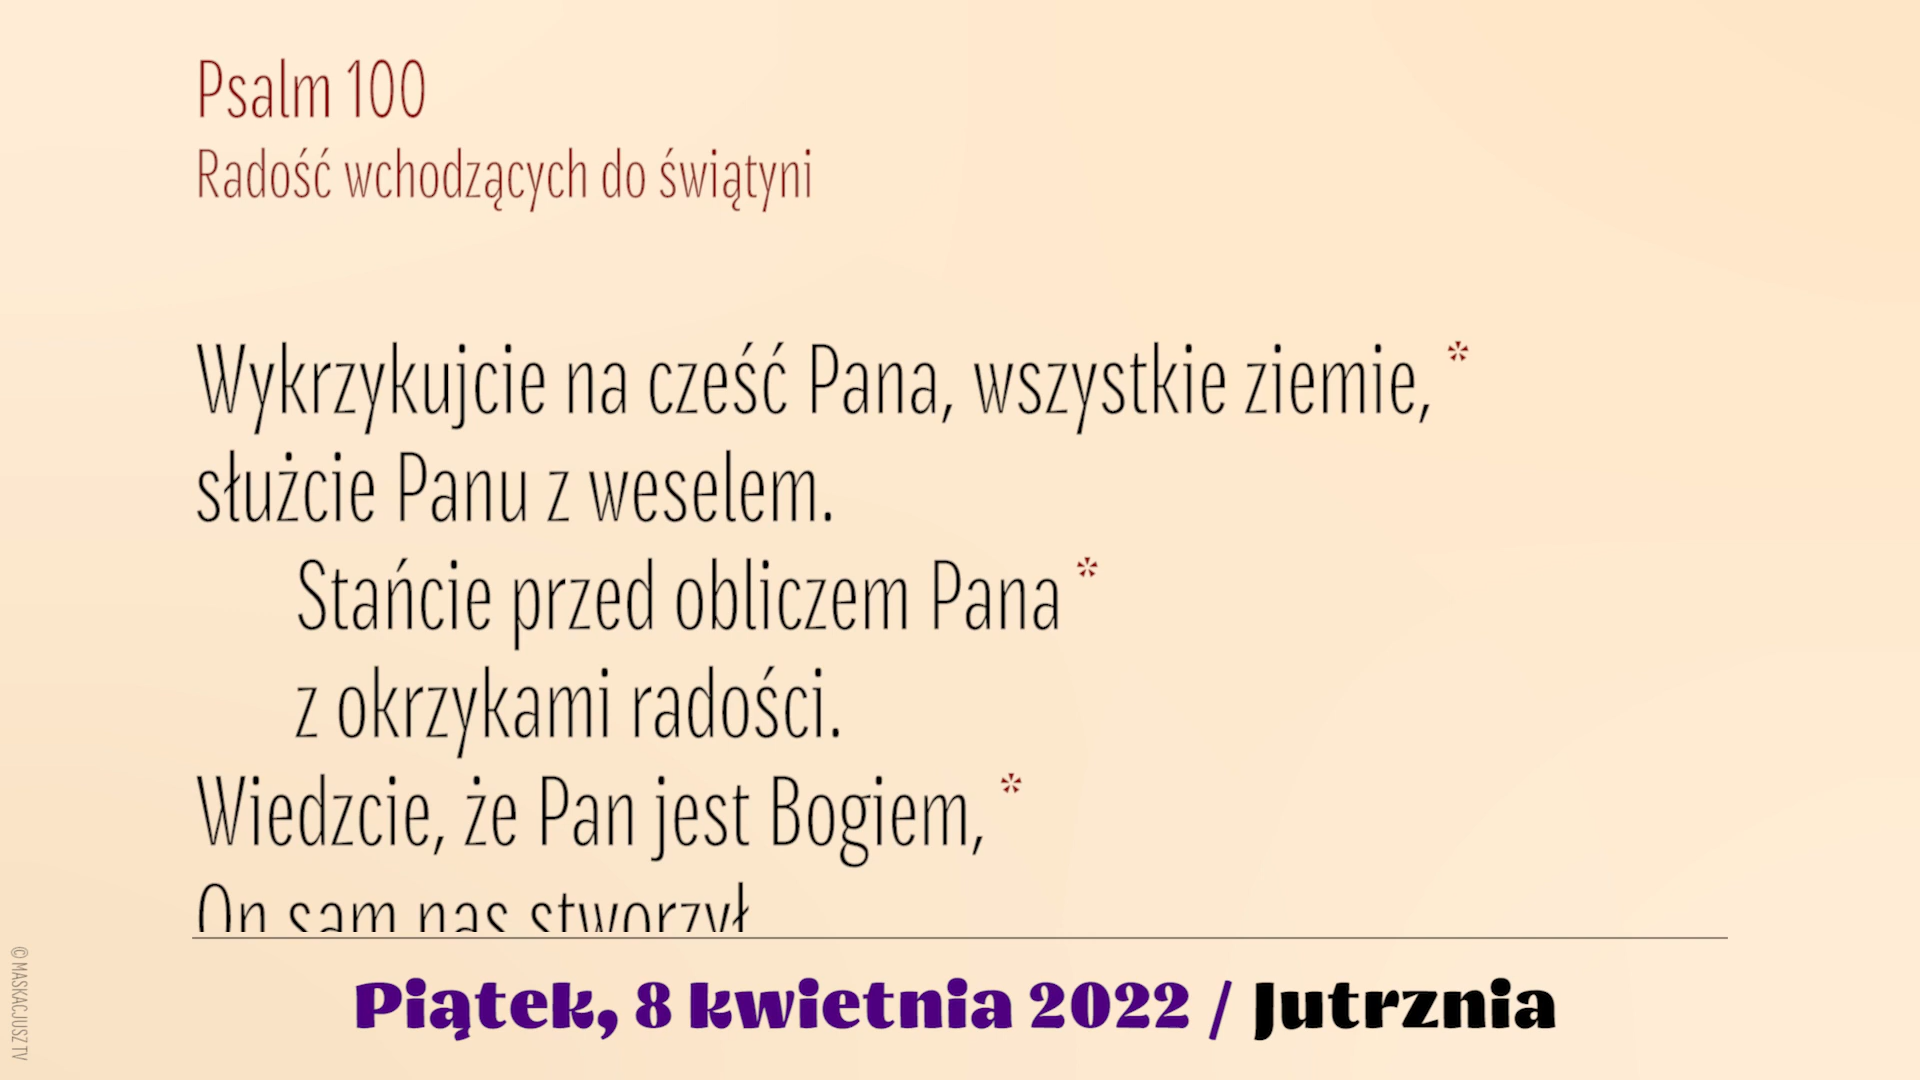 Psalm 100
Radość wchodzących do świątyni
Wykrzykujcie na cześć Pana, wszystkie ziemie, *
służcie Panu z weselem.
Stańcie przed obliczem Pana *
z okrzykami radości.
Wiedzcie, że Pan jest Bogiem, *
On sam nas stworzył
Piątek, 8 kwietnia 2022 / Jutrznia
© MASKACJUSZ TV